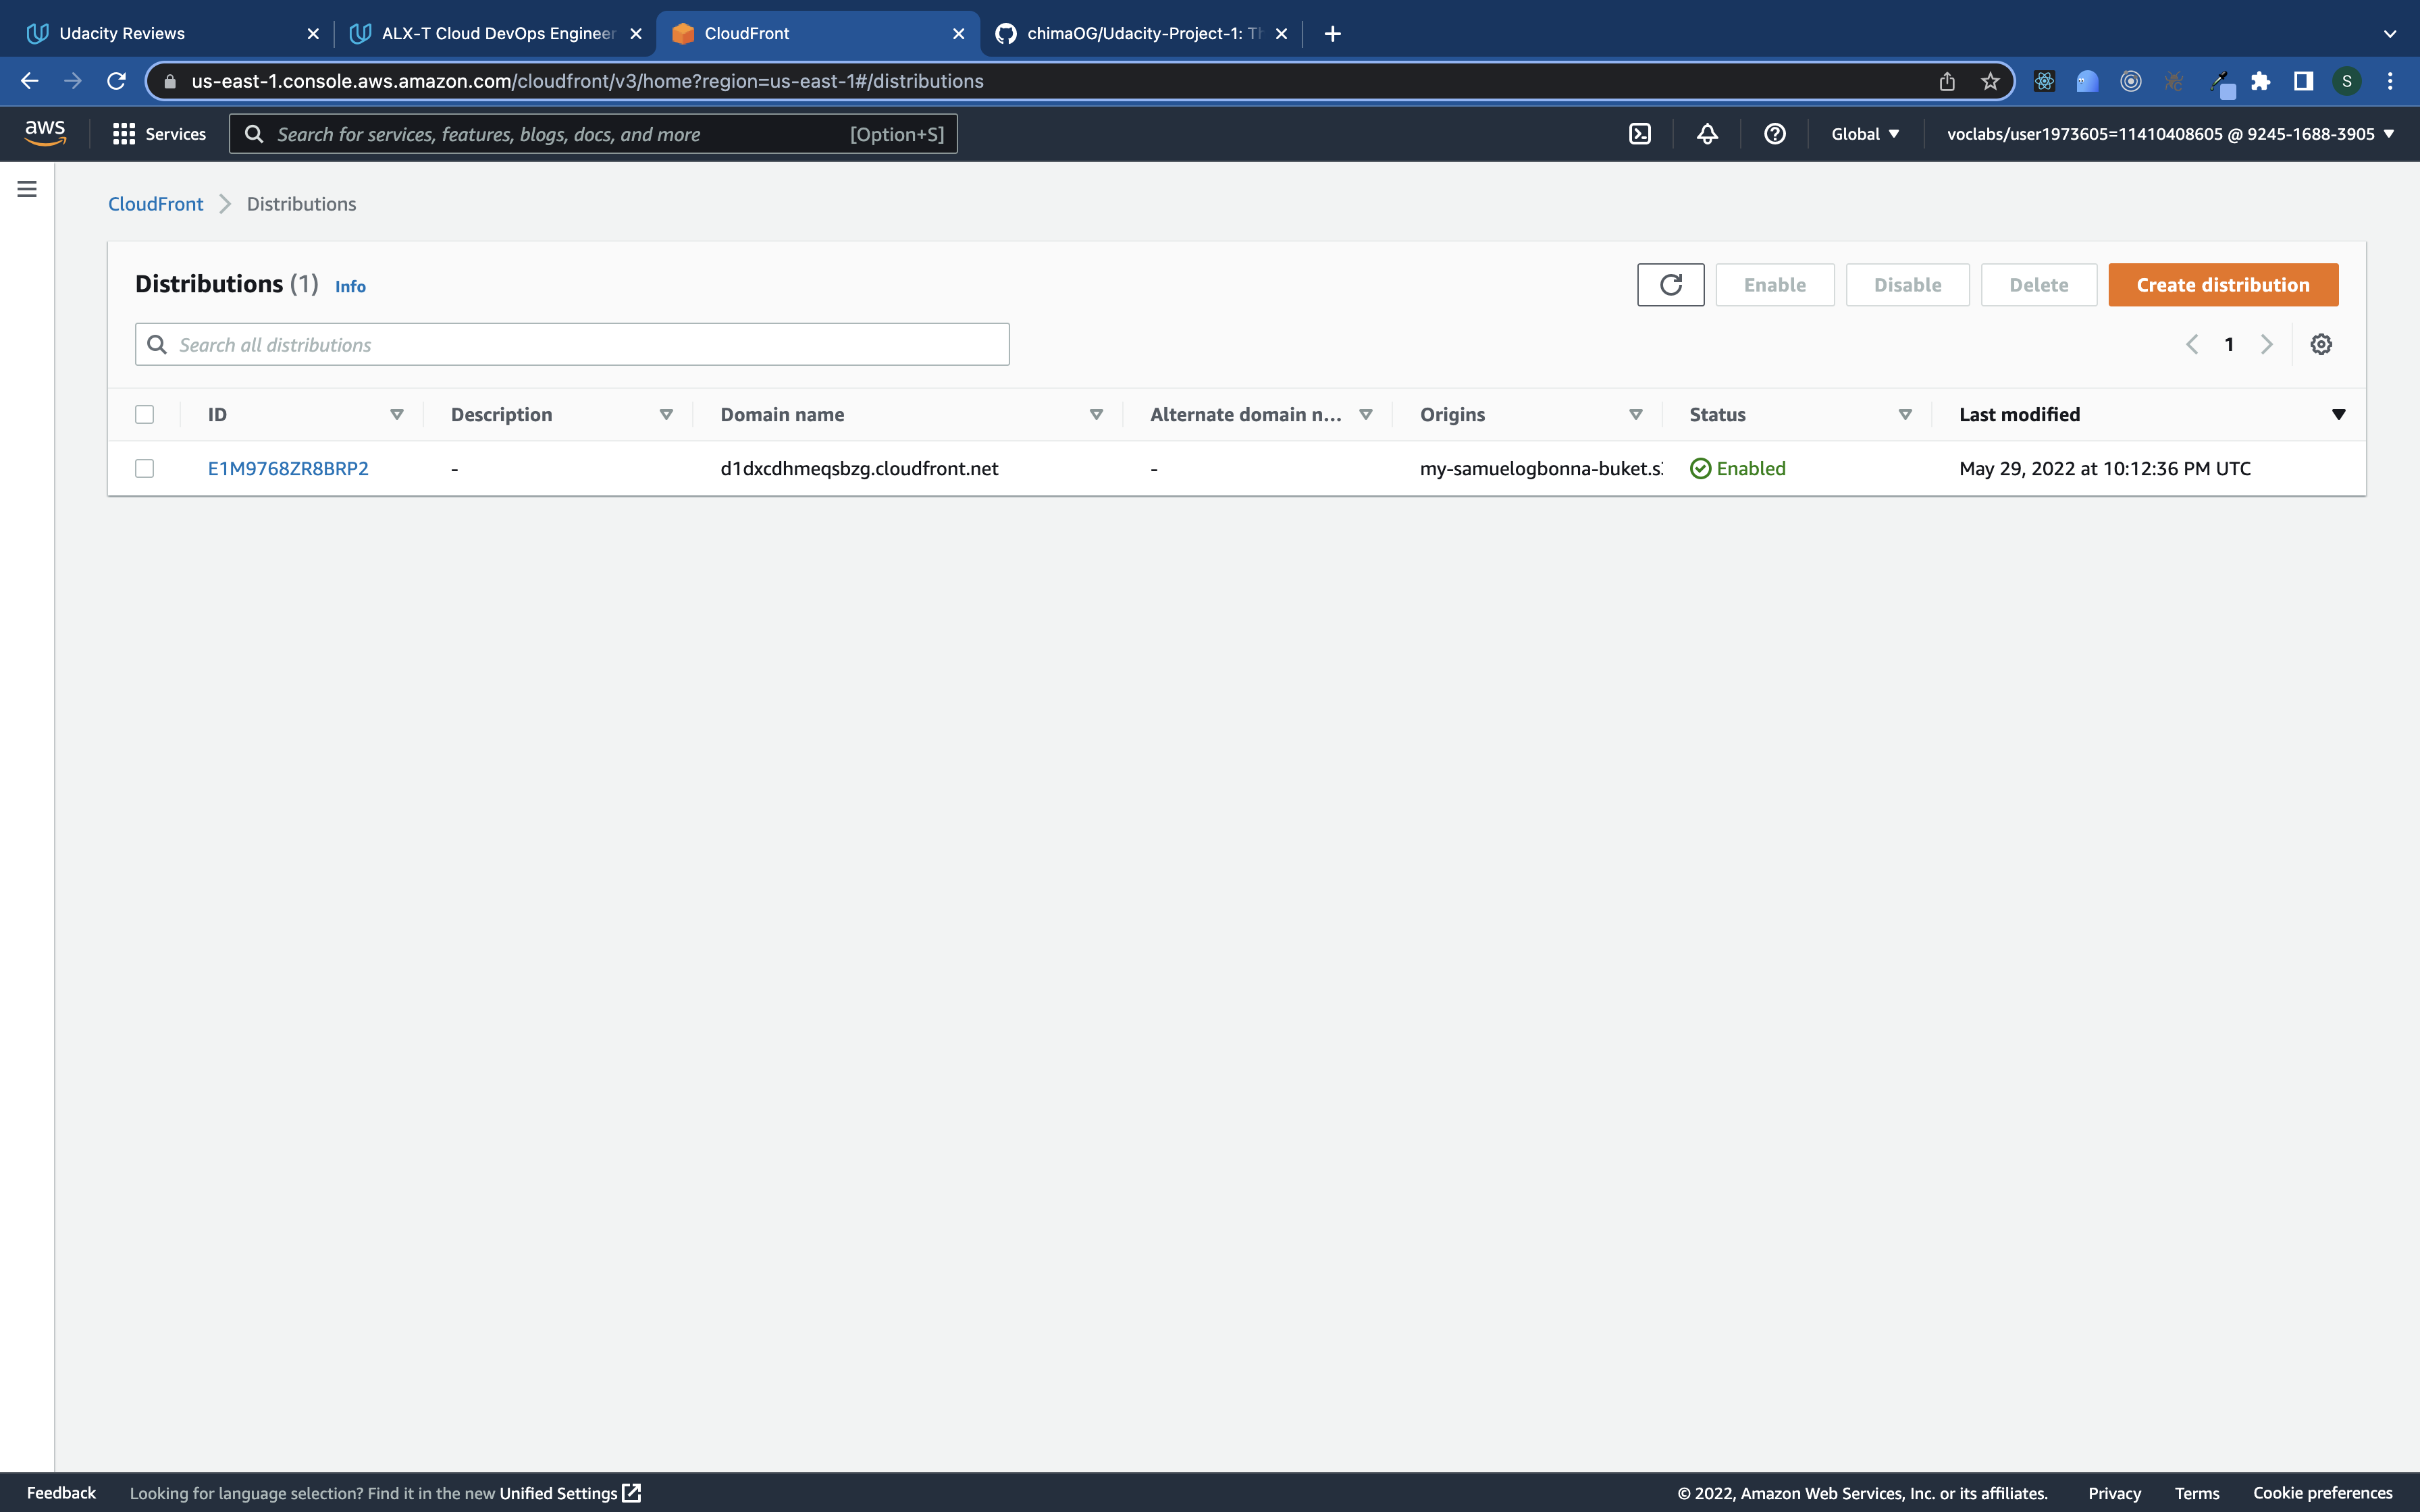 Udacity Reviews
ALX-T Cloud DevOps Engineer
CloudFront
chimaOG/Udacity-Project-1: Th
us-east-1.console.aws.amazon.com/cloudfront/v3/home?region=us-east-1#/distributions
S
aws
Services
Search for services, features, blogs, docs, and more
[Option+S]
Global
voclabs/user1973605=11410408605 @ 9245-1688-3905
CloudFront
Distributions
Distributions (1) Info
Enable
Disable
Delete
Create distribution
Search all distributions
1
ID
Description
Domain name
Alternate domain n...
Origins
Status
Last modified
E1M9768ZR8BRP2
-
d1dxcdhmeqsbzg.cloudfront.net
-
my-samuelogbonna-buket.s
Enabled
May 29, 2022 at 10:12:36 PM UTC
Feedback
Looking for language selection? Find it in the new Unified Settings
© 2022, Amazon Web Services, Inc. or its affiliates.
Privacy
Terms
Cookie preferences